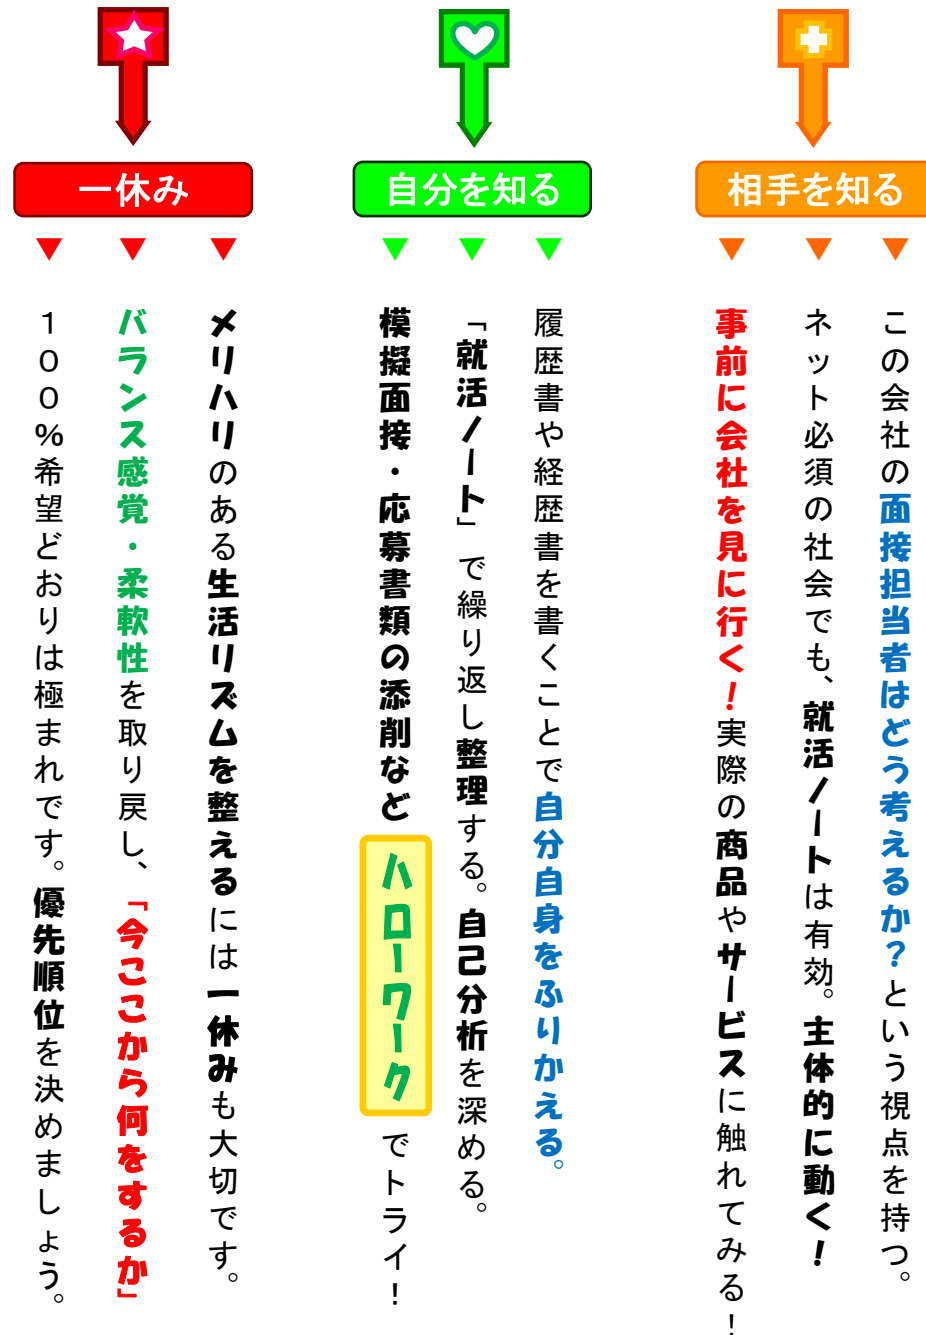 相手を知る
この会社の面接担当者はどう考えるか？という視点を持つ。
ネット必須の社会でも、就活ノートは有効。主体的に動く！
事前に会社を見に行く！実際の商品やサービスに触れてみる！
自分を知る
履歴書や経歴書を書くことで自分自身をふりかえる。
「就活ノート」で繰り返し整理する。自己分析を深める。
模擬面接・応募書類の添削などハローワークでトライ！
一休み
メリハリのある生活リズムを整えるには一休みも大切です。
バランス感覚・柔軟性を取り戻し、「今ここから何をするか」
１００％希望どおりは極まれです。優先順位を決めましょう。